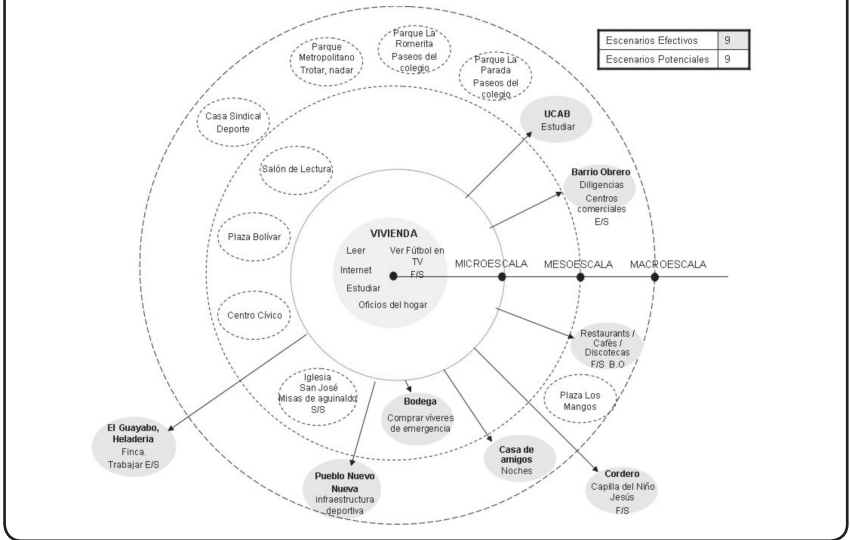 Parque
Metropolitano
Trotar, nadar
Parque La
Romerita
Paseos del
colegio
Parque La
Parada
Paseos del
colegio
Escenarios Efectivos 9
Escenarios Potenciales 9
Casa Sindical
Deporte
UCAB
Estudiar
Salón de Lectura
Barrio Obrero
Diligencias
Centros
comerciales
E/S
Plaza Bolívar
VIVIENDA
Leer
Ver Fútbol en
TV
F/S
Internet
Estudiar
Oficios del hogar
MICROESCALA
MESOESCALA
MACROESCALA
Centro Cívico
Restaurants /
Cafès /
Discotecas
F/S B.O
Iglesia
San José
Misas de aguinaldo
S/S
Bodega
Comprar víveres
de emergencia
Plaza Los
Mangos
El Guayabo,
Heladería
Finca.
Trabajar E/S
Pueblo Nuevo
Nueva
infraestructura
deportiva
Casa de
amigos
Noches
Cordero
Capilla del Niño
Jesús
F/S